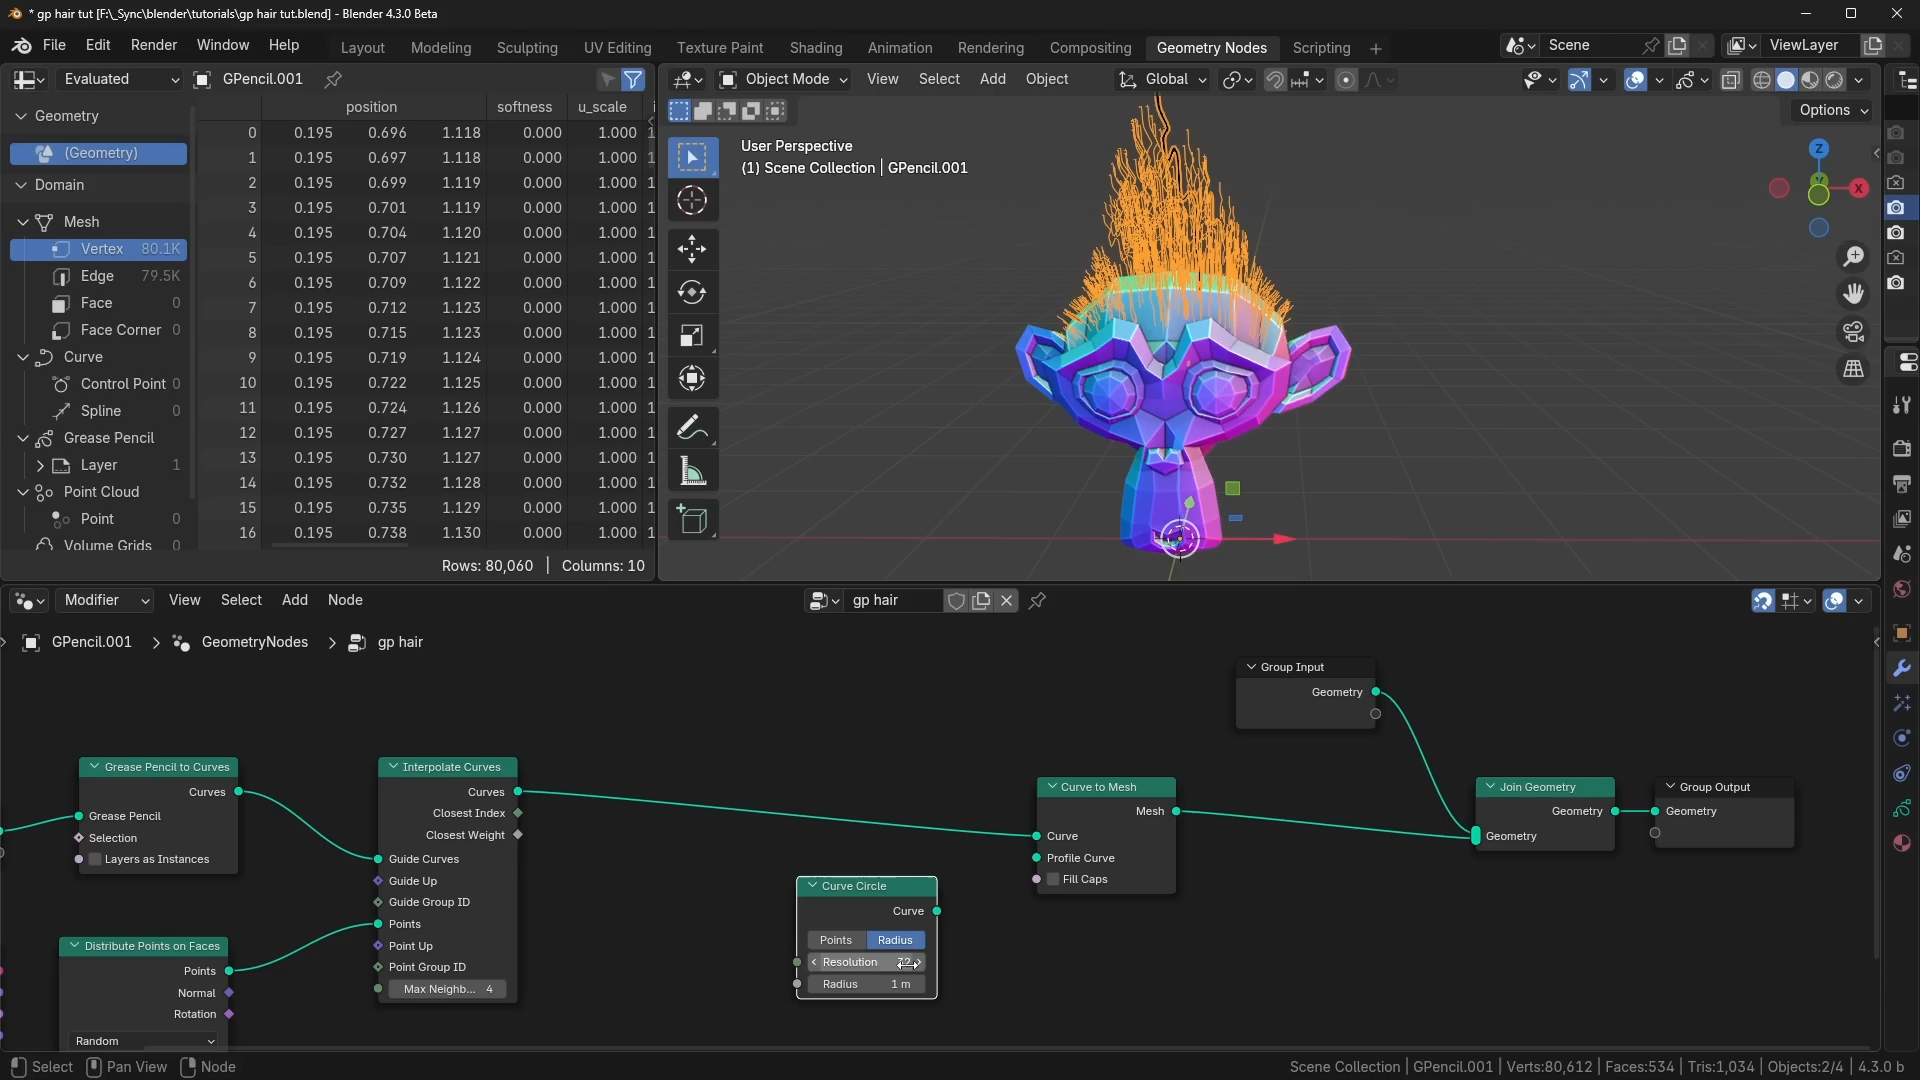 * gp hair tut [F:\_Sync\blender\tutorials\gp hair tut.blend] - Blender 4.3.0 Beta
File Edit Render Window Help Layout Modeling Sculpting UV Editing Texture Paint Shading Animation Rendering Compositing Geometry Nodes Scripting + Scene ViewLayer
Evaluated GPencil.001
Object Mode View Select Add Object Global
Options
Geometry
(Geometry)
Domain
Mesh
Vertex 80.1K
Edge 79.5K
Face 0
Face Corner 0
Curve
Control Point 0
Spline 0
Grease Pencil
Layer 1
Point Cloud
Point 0
Volume Grids 0
position softness u_scale
0 0.195 0.696 1.118 0.000 1.000 1
1 0.195 0.697 1.118 0.000 1.000 1
2 0.195 0.699 1.119 0.000 1.000 1
3 0.195 0.701 1.119 0.000 1.000 1
4 0.195 0.704 1.120 0.000 1.000 1
5 0.195 0.707 1.121 0.000 1.000 1
6 0.195 0.709 1.122 0.000 1.000 1
7 0.195 0.712 1.123 0.000 1.000 1
8 0.195 0.715 1.123 0.000 1.000 1
9 0.195 0.719 1.124 0.000 1.000 1
10 0.195 0.722 1.125 0.000 1.000 1
11 0.195 0.724 1.126 0.000 1.000 1
12 0.195 0.727 1.127 0.000 1.000 1
13 0.195 0.730 1.127 0.000 1.000 1
14 0.195 0.732 1.128 0.000 1.000 1
15 0.195 0.735 1.129 0.000 1.000 1
16 0.195 0.738 1.130 0.000 1.000 1
Rows: 80,060 | Columns: 10
User Perspective
(1) Scene Collection | GPencil.001
Z
X
Modifier View Select Add Node gp hair
GPencil.001 > GeometryNodes > gp hair
Grease Pencil to Curves
Curves
Grease Pencil
Selection
Layers as Instances
Distribute Points on Faces
Points
Normal
Rotation
Random
Interpolate Curves
Curves
Closest Index
Closest Weight
Guide Curves
Guide Up
Guide Group ID
Points
Point Up
Point Group ID
Max Neighb... 4
Curve Circle
Curve
Points Radius
Resolution
Radius 1 m
Curve to Mesh
Mesh
Curve
Profile Curve
Fill Caps
Group Input
Geometry
Join Geometry
Geometry
Geometry
Group Output
Geometry
Select Pan View Node
Scene Collection | GPencil.001 | Verts:80,612 | Faces:534 | Tris:1,034 | Objects:2/4 | 4.3.0 b